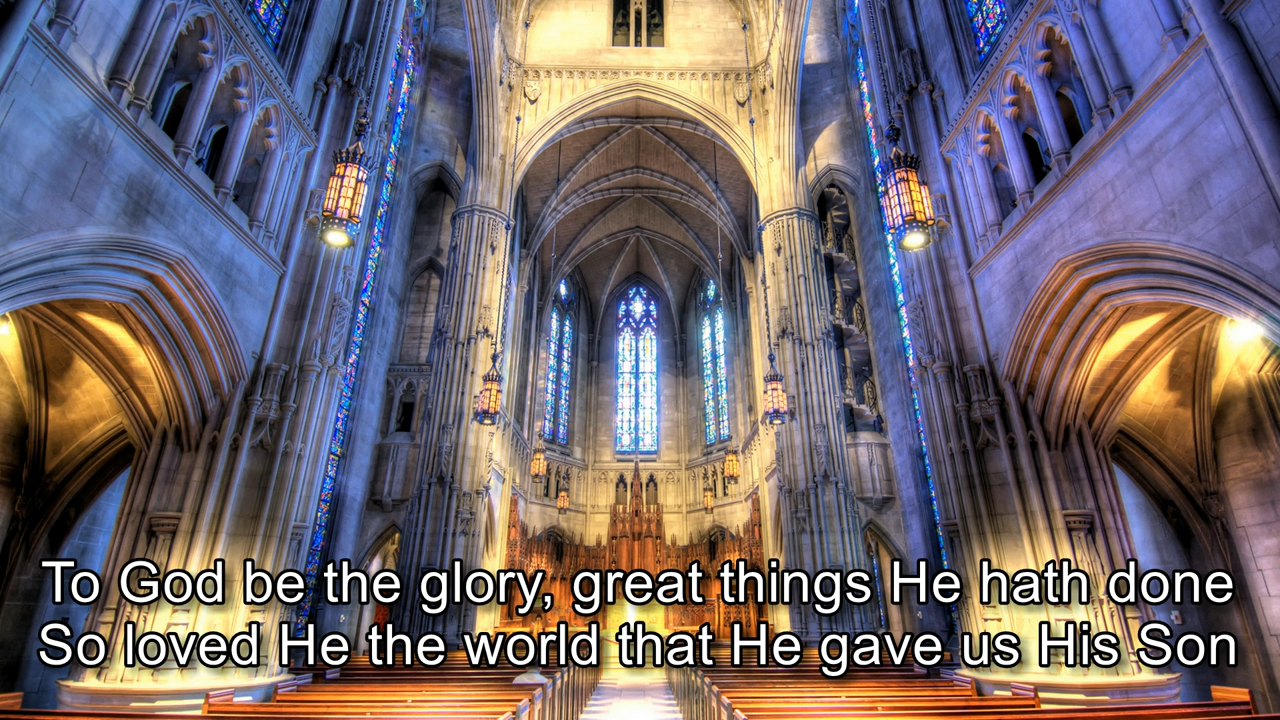 To God be the glory, great things He hath done
So loved He the world that He gave us His Son